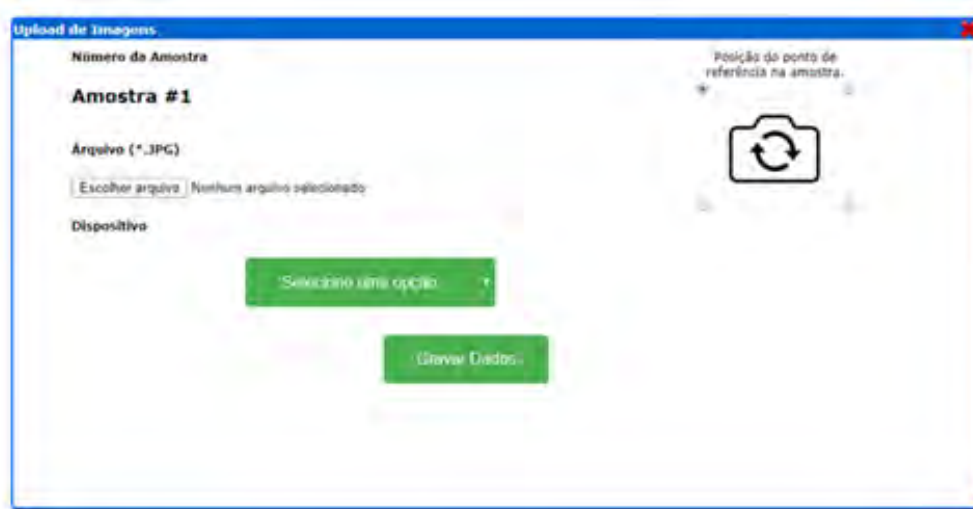 Upload de Imagens
Número da Amostra
Amostra #1
Árquivo (*.JPG)
Escolher arquivo Nenhum arquivo selecionado
Dispositivo
Selecione uma opção
Gravar Dados
Posição do ponto de
referência na amostra.